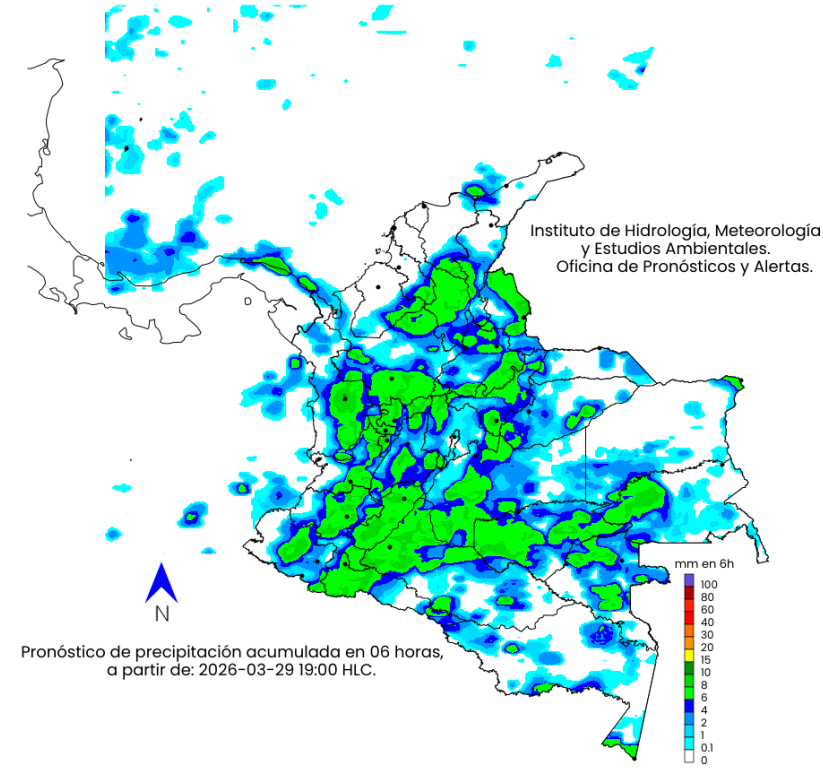 Instituto de Hidrología, Meteorología
y Estudios Ambientales.
Oficina de Pronósticos y Alertas.
mm en 6h
100
80
60
40
30
20
15
10
8
6
4
2
1
0.1
0
N
Pronóstico de precipitación acumulada en 06 horas,
a partir de: 2026-03-29 19:00 HLC.